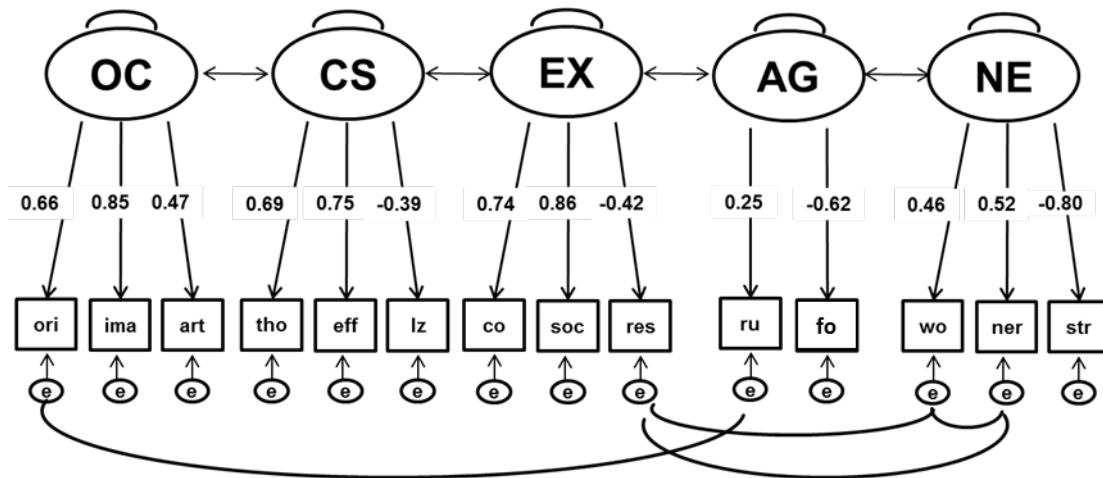 OC CS EX AG NE
0.66 0.85 0.47 0.69 0.75 -0.39 0.74 0.86 -0.42 0.25 -0.62 0.46 0.52 -0.80
ori ima art tho eff lz co soc res ru fo wo ner str
e e e e e e e e e e e e e e